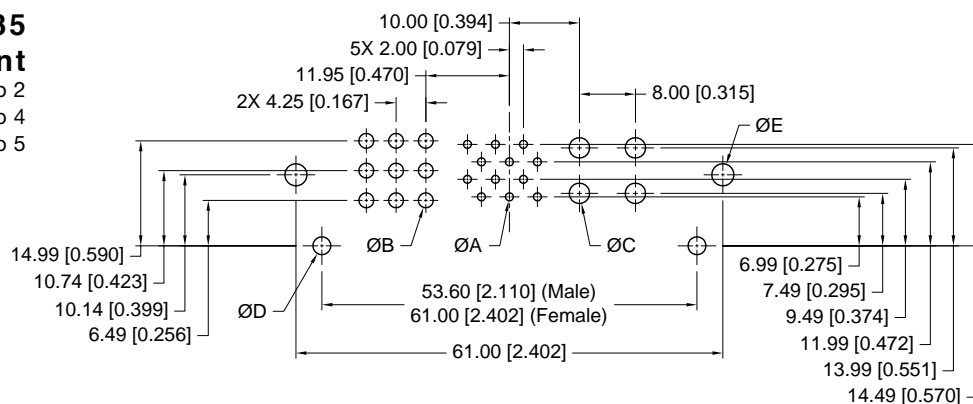 35
nt
o 2
o 4
o 5
10.00 [0.394]
5X 2.00 [0.079]
11.95 [0.470]
2X 4.25 [0.167]
8.00 [0.315]
ØE
ØB
ØA
ØC
ØD
14.99 [0.590]
10.74 [0.423]
10.14 [0.399]
6.49 [0.256]
53.60 [2.110] (Male)
61.00 [2.402] (Female)
61.00 [2.402]
6.99 [0.275]
7.49 [0.295]
9.49 [0.374]
11.99 [0.472]
13.99 [0.551]
14.49 [0.570]